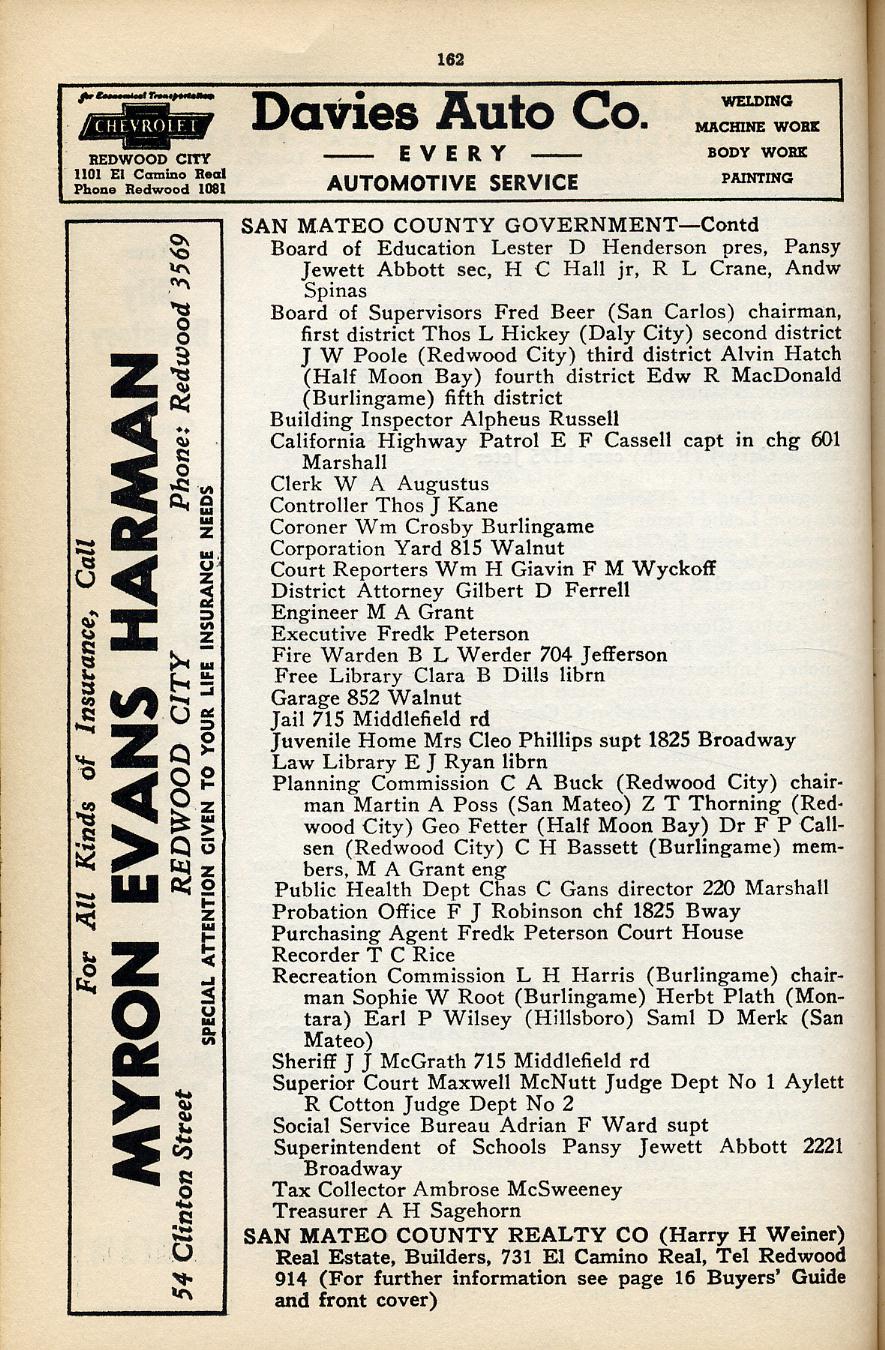 162
for Economical Transportation
CHEVROLET
REDWOOD CITY
1101 El Camino Real
Phone Redwood 1081
Davies Auto Co.
EVERY
AUTOMOTIVE SERVICE
WELDING
MACHINE WORK
BODY WORK
PAINTING
For All Kinds of Insurance, Call
MYRON EVANS HARMAN
54 Clinton Street REDWOOD CITY Phone: Redwood 3569
SPECIAL ATTENTION GIVEN TO YOUR LIFE INSURANCE NEEDS
SAN MATEO COUNTY GOVERNMENT—Contd
Board of Education Lester D Henderson pres, Pansy
Jewett Abbott sec, H C Hall jr, R L Crane, Andw
Spinas
Board of Supervisors Fred Beer (San Carlos) chairman,
first district Thos L Hickey (Daly City) second district
J W Poole (Redwood City) third district Alvin Hatch
(Half Moon Bay) fourth district Edw R MacDonald
(Burlingame) fifth district
Building Inspector Alpheus Russell
California Highway Patrol E F Cassell capt in chg 601
Marshall
Clerk W A Augustus
Controller Thos J Kane
Coroner Wm Crosby Burlingame
Corporation Yard 815 Walnut
Court Reporters Wm H Giavin F M Wyckoff
District Attorney Gilbert D Ferrell
Engineer M A Grant
Executive Fredk Peterson
Fire Warden B L Werder 704 Jefferson
Free Library Clara B Dills librn
Garage 852 Walnut
Jail 715 Middlefield rd
Juvenile Home Mrs Cleo Phillips supt 1825 Broadway
Law Library E J Ryan librn
Planning Commission C A Buck (Redwood City) chair-
man Martin A Poss (San Mateo) Z T Thorning (Red-
wood City) Geo Fetter (Half Moon Bay) Dr F P Call-
sen (Redwood City) C H Bassett (Burlingame) mem-
bers, M A Grant eng
Public Health Dept Chas C Gans director 220 Marshall
Probation Office F J Robinson chf 1825 Bway
Purchasing Agent Fredk Peterson Court House
Recorder T C Rice
Recreation Commission L H Harris (Burlingame) chair-
man Sophie W Root (Burlingame) Herbt Plath (Mon-
tara) Earl P Wilsey (Hillsboro) Saml D Merk (San
Mateo)
Sheriff J J McGrath 715 Middlefield rd
Superior Court Maxwell McNutt Judge Dept No 1 Aylett
R Cotton Judge Dept No 2
Social Service Bureau Adrian F Ward supt
Superintendent of Schools Pansy Jewett Abbott 2221
Broadway
Tax Collector Ambrose McSweeney
Treasurer A H Sagehorn
SAN MATEO COUNTY REALTY CO (Harry H Weiner)
Real Estate, Builders, 731 El Camino Real, Tel Redwood
914 (For further information see page 16 Buyers' Guide
and front cover)